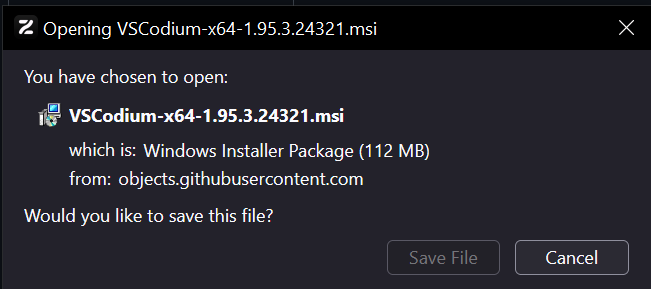 Opening VSCodium-x64-1.95.3.24321.msi
You have chosen to open:
VSCodium-x64-1.95.3.24321.msi
which is: Windows Installer Package (112 MB)
from: objects.githubusercontent.com
Would you like to save this file?
Save File Cancel